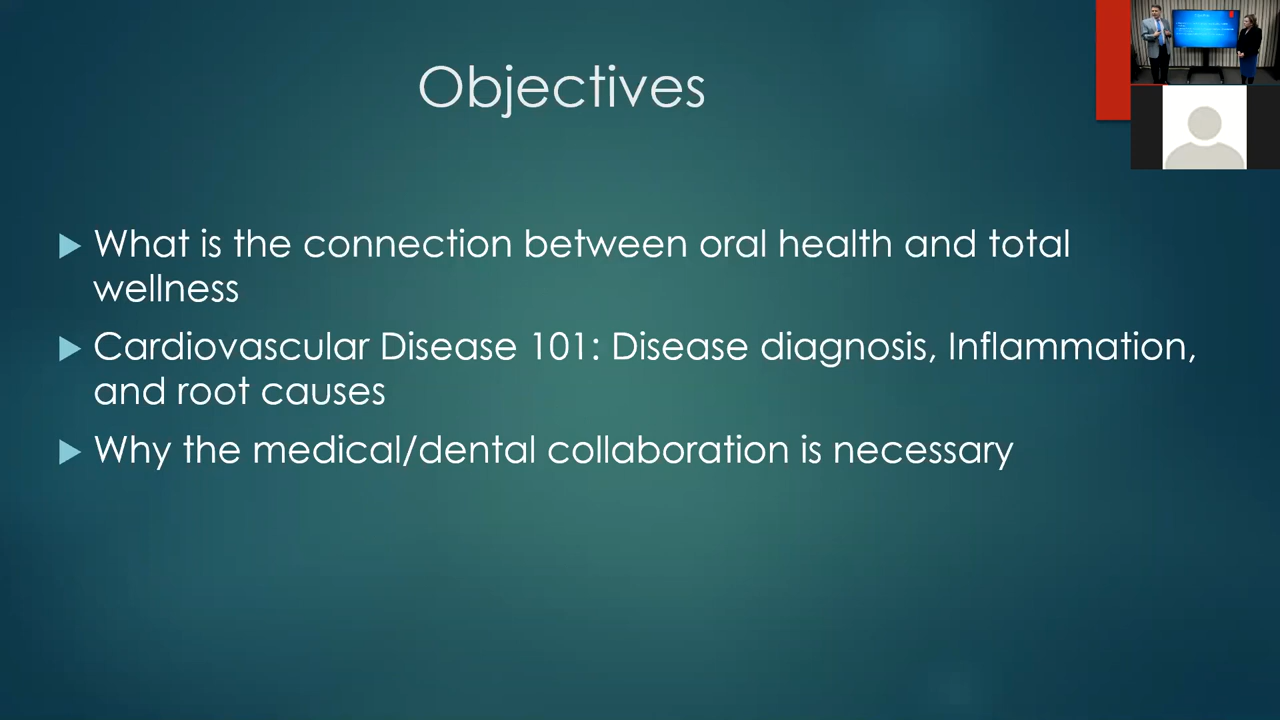 Objectives
What is the connection between oral health and total
wellness
Cardiovascular Disease 101: Disease diagnosis, Inflammation,
and root causes
Why the medical/dental collaboration is necessary